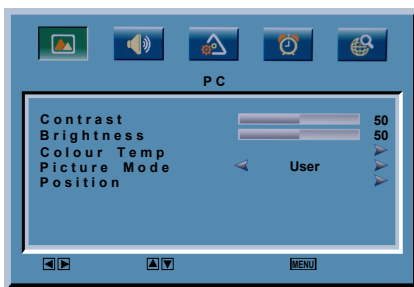 PC
Contrast 50
Brightness 50
Colour Temp
Picture Mode User
Position
MENU